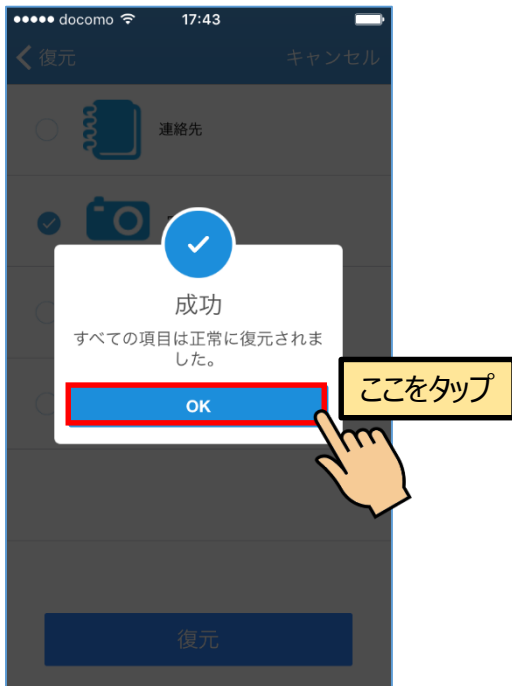 docomo 17:43
復元 キャンセル
連絡先
成功
すべての項目は正常に復元されま
した。
OK
ここをタップ
復元